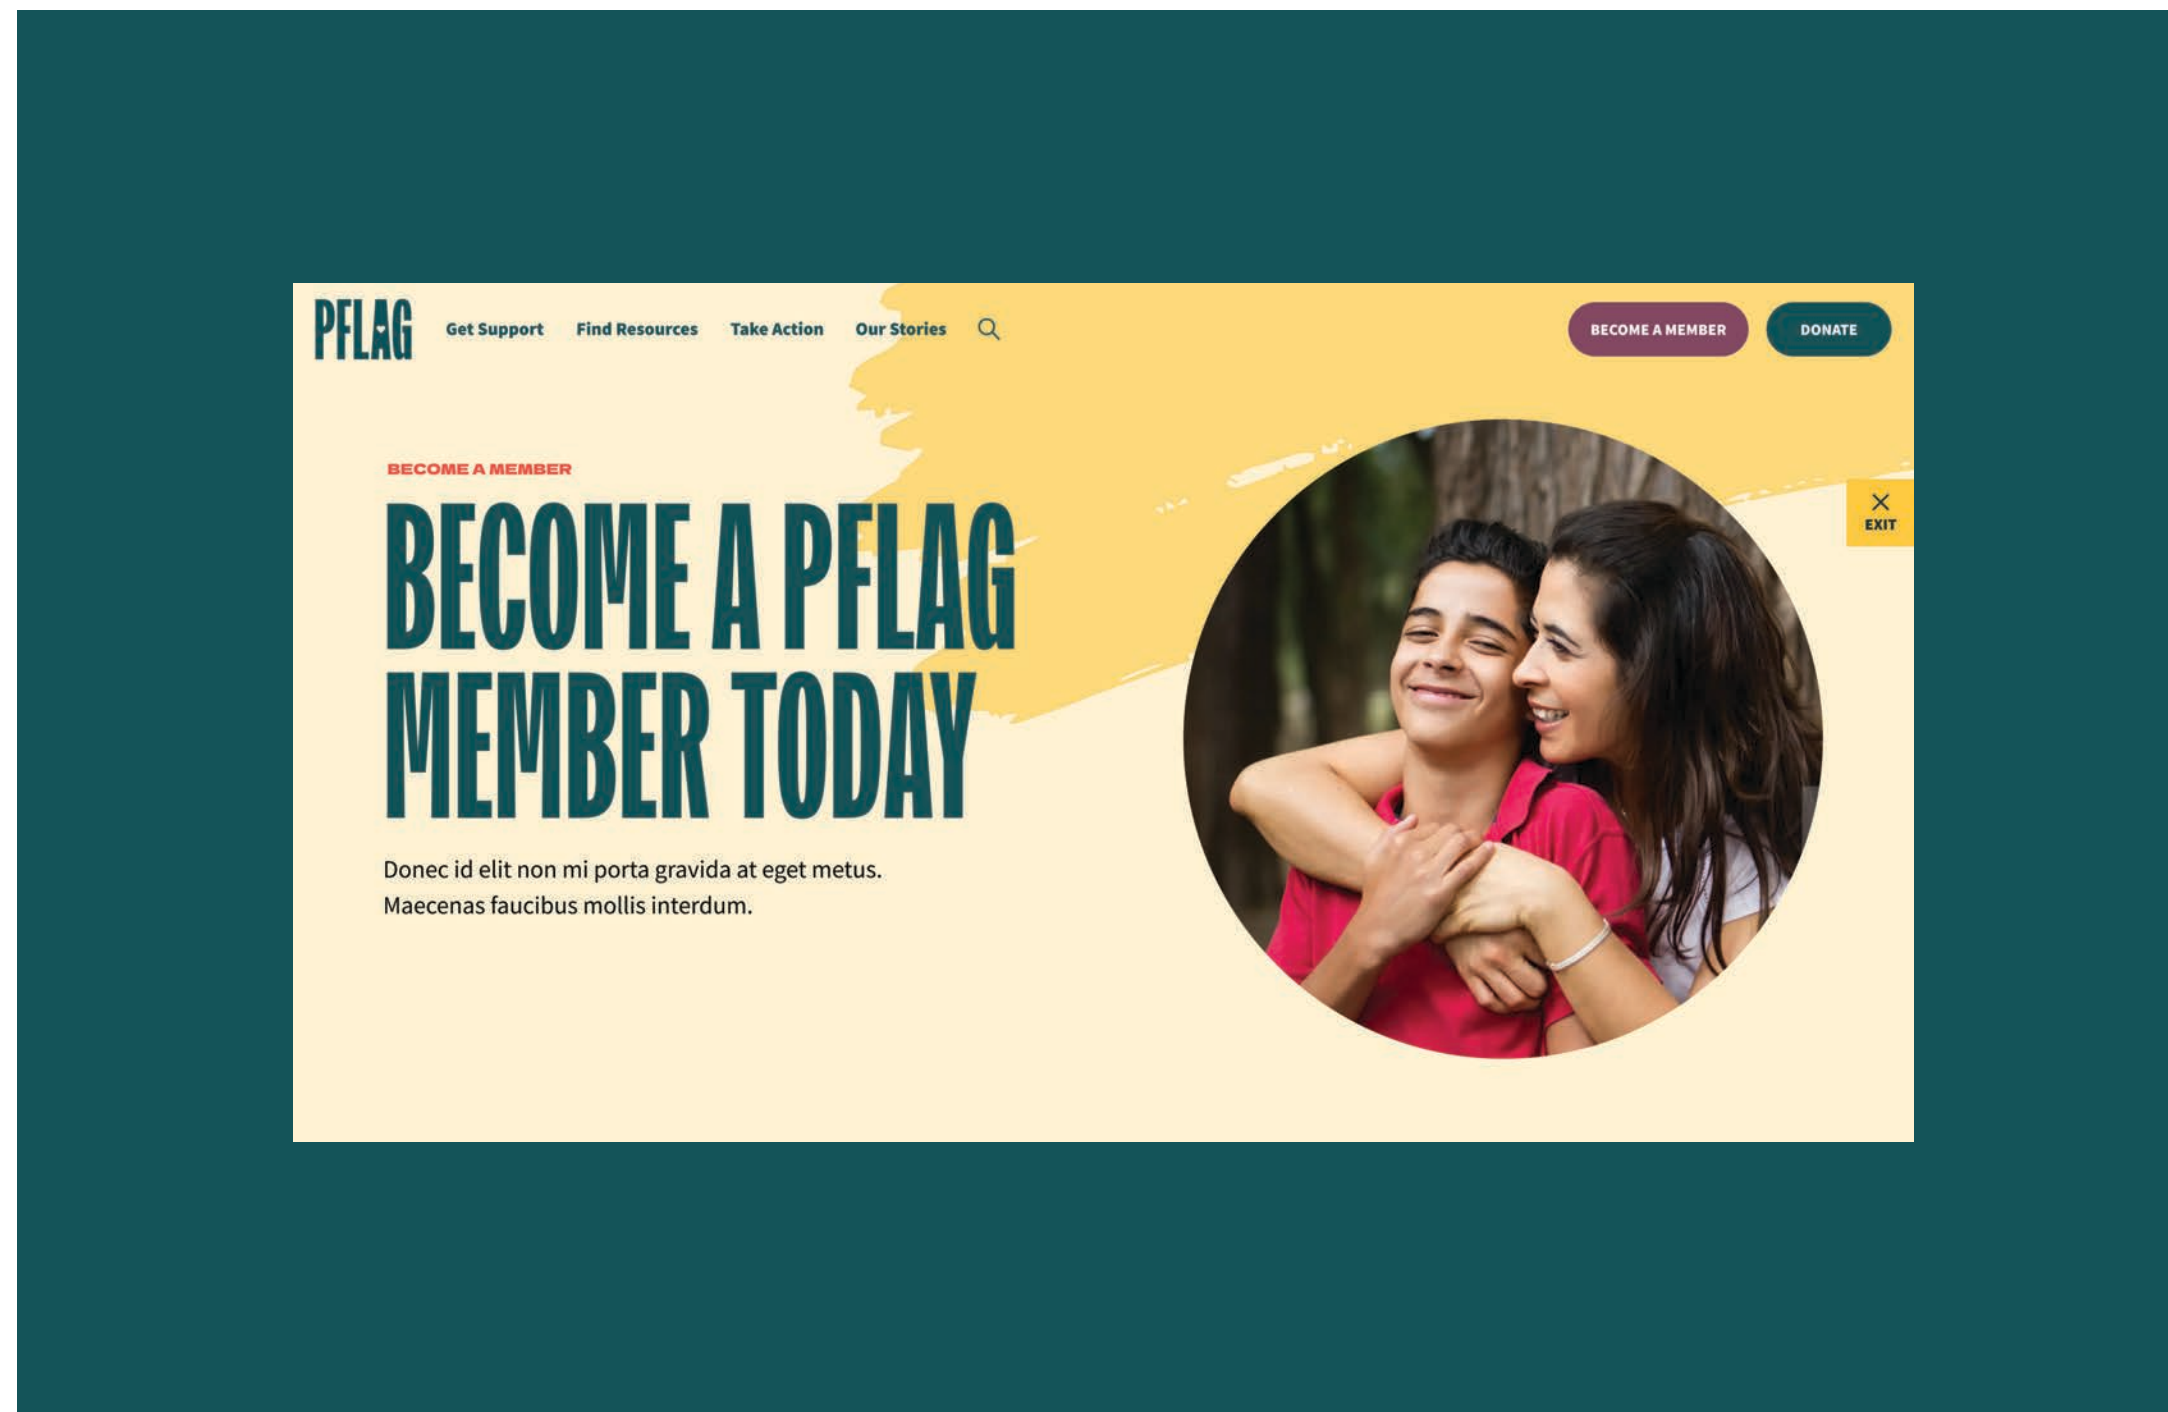 PFLAG
Get Support
Find Resources
Take Action
Our Stories
BECOME A MEMBER
DONATE
BECOME A MEMBER
BECOME A PFLAG
MEMBER TODAY
EXIT
Donec id elit non mi porta gravida at eget metus.
Maecenas faucibus mollis interdum.